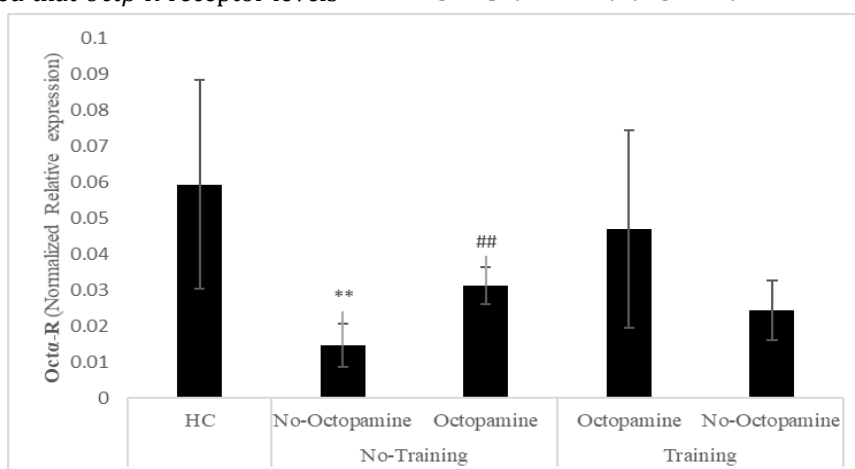 ed that Octβ-R receptor levels
0.1
0.09
0.08
0.07
0.06
0.05
0.04
0.03
0.02
0.01
0
Octα-R (Normalized Relative expression)
**
##
HC
No-Octopamine
Octopamine
Octopamine
No-Octopamine
No-Training
Training